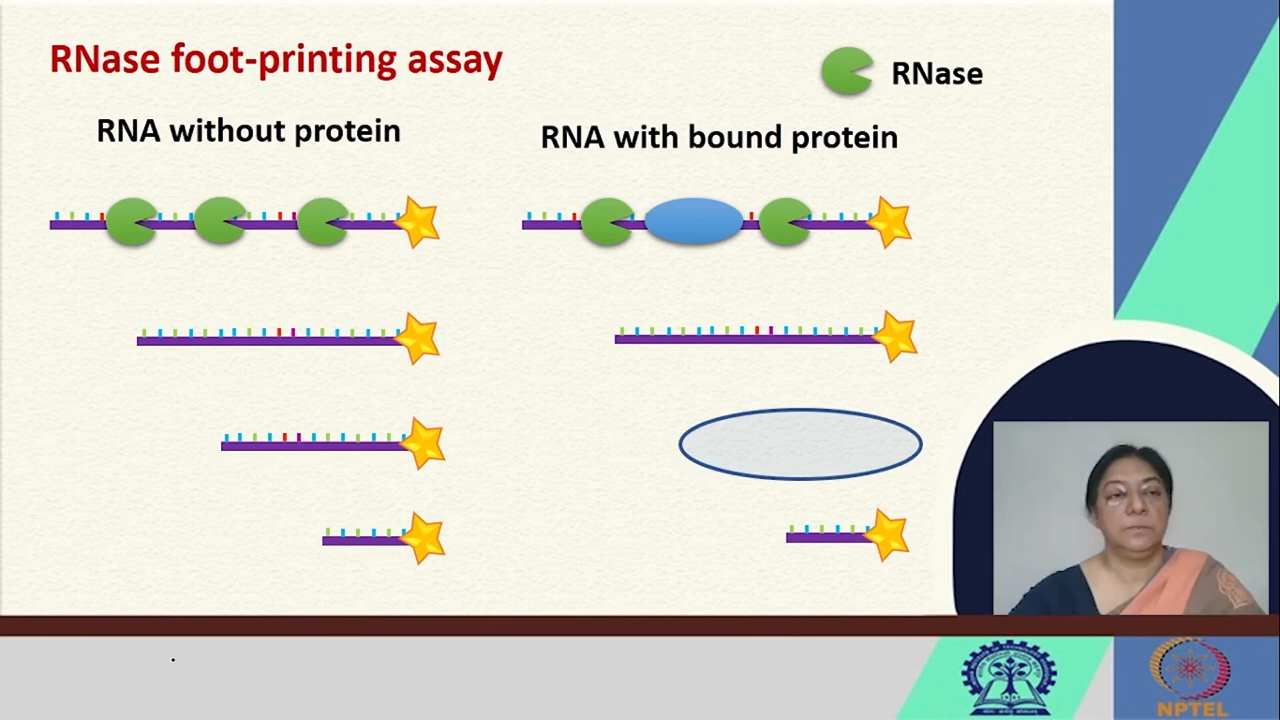 RNase foot-printing assay
RNase
RNA without protein
RNA with bound protein
NPTEL